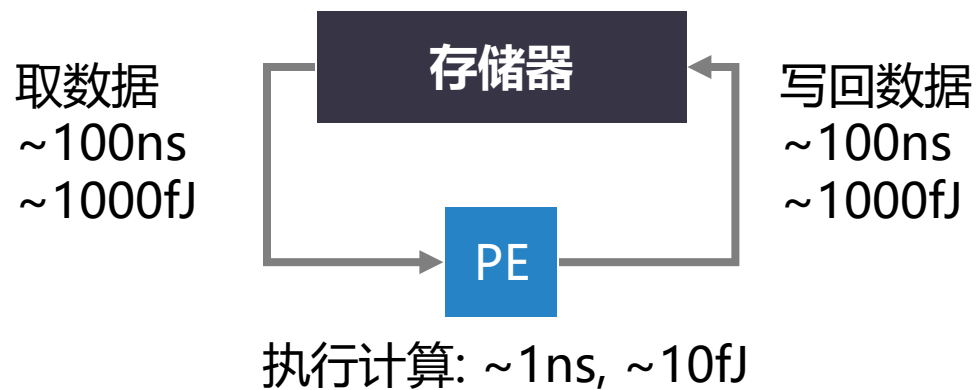 存储器
取数据
~100ns
~1000fJ
写回数据
~100ns
~1000fJ
PE
执行计算: ~1ns, ~10fJ